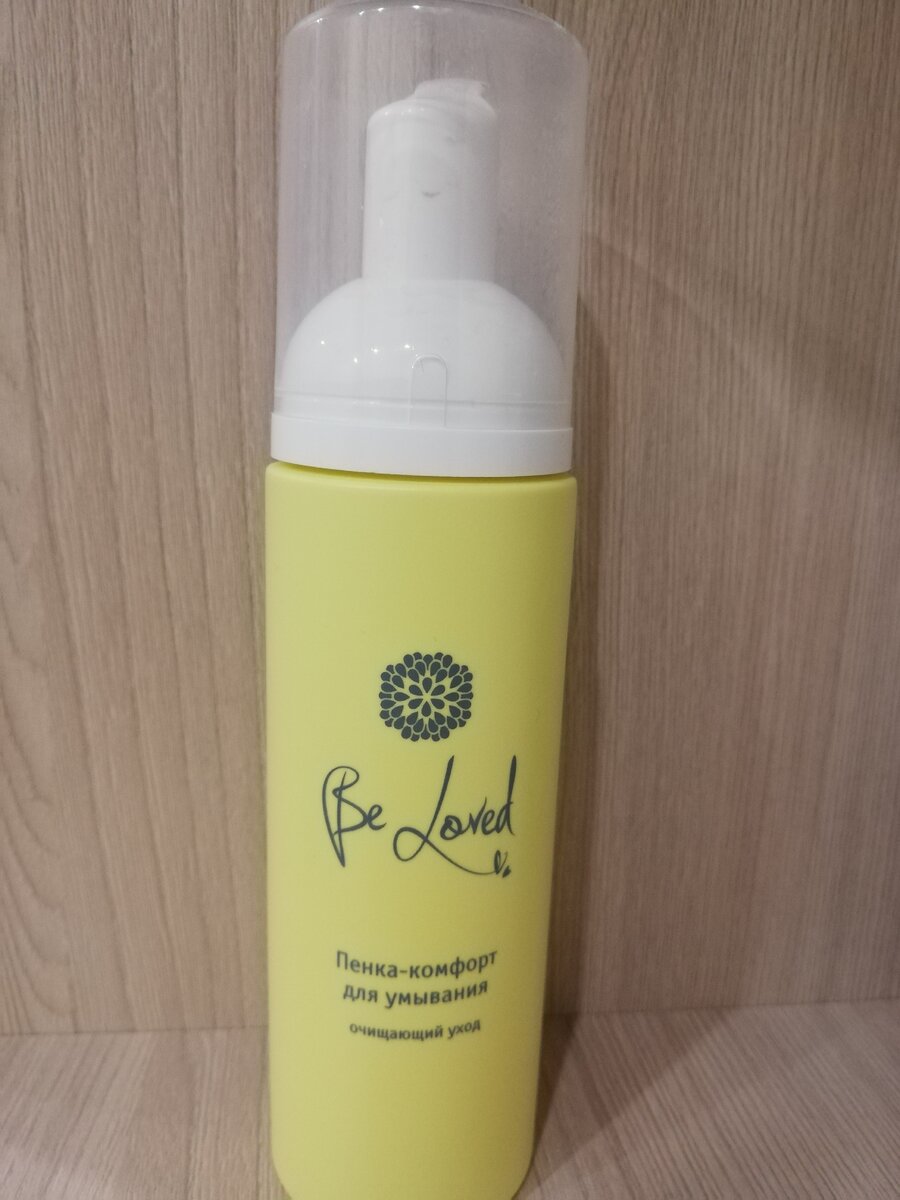 Be Loved
Пенка-комфорт
для умывания
очищающий уход